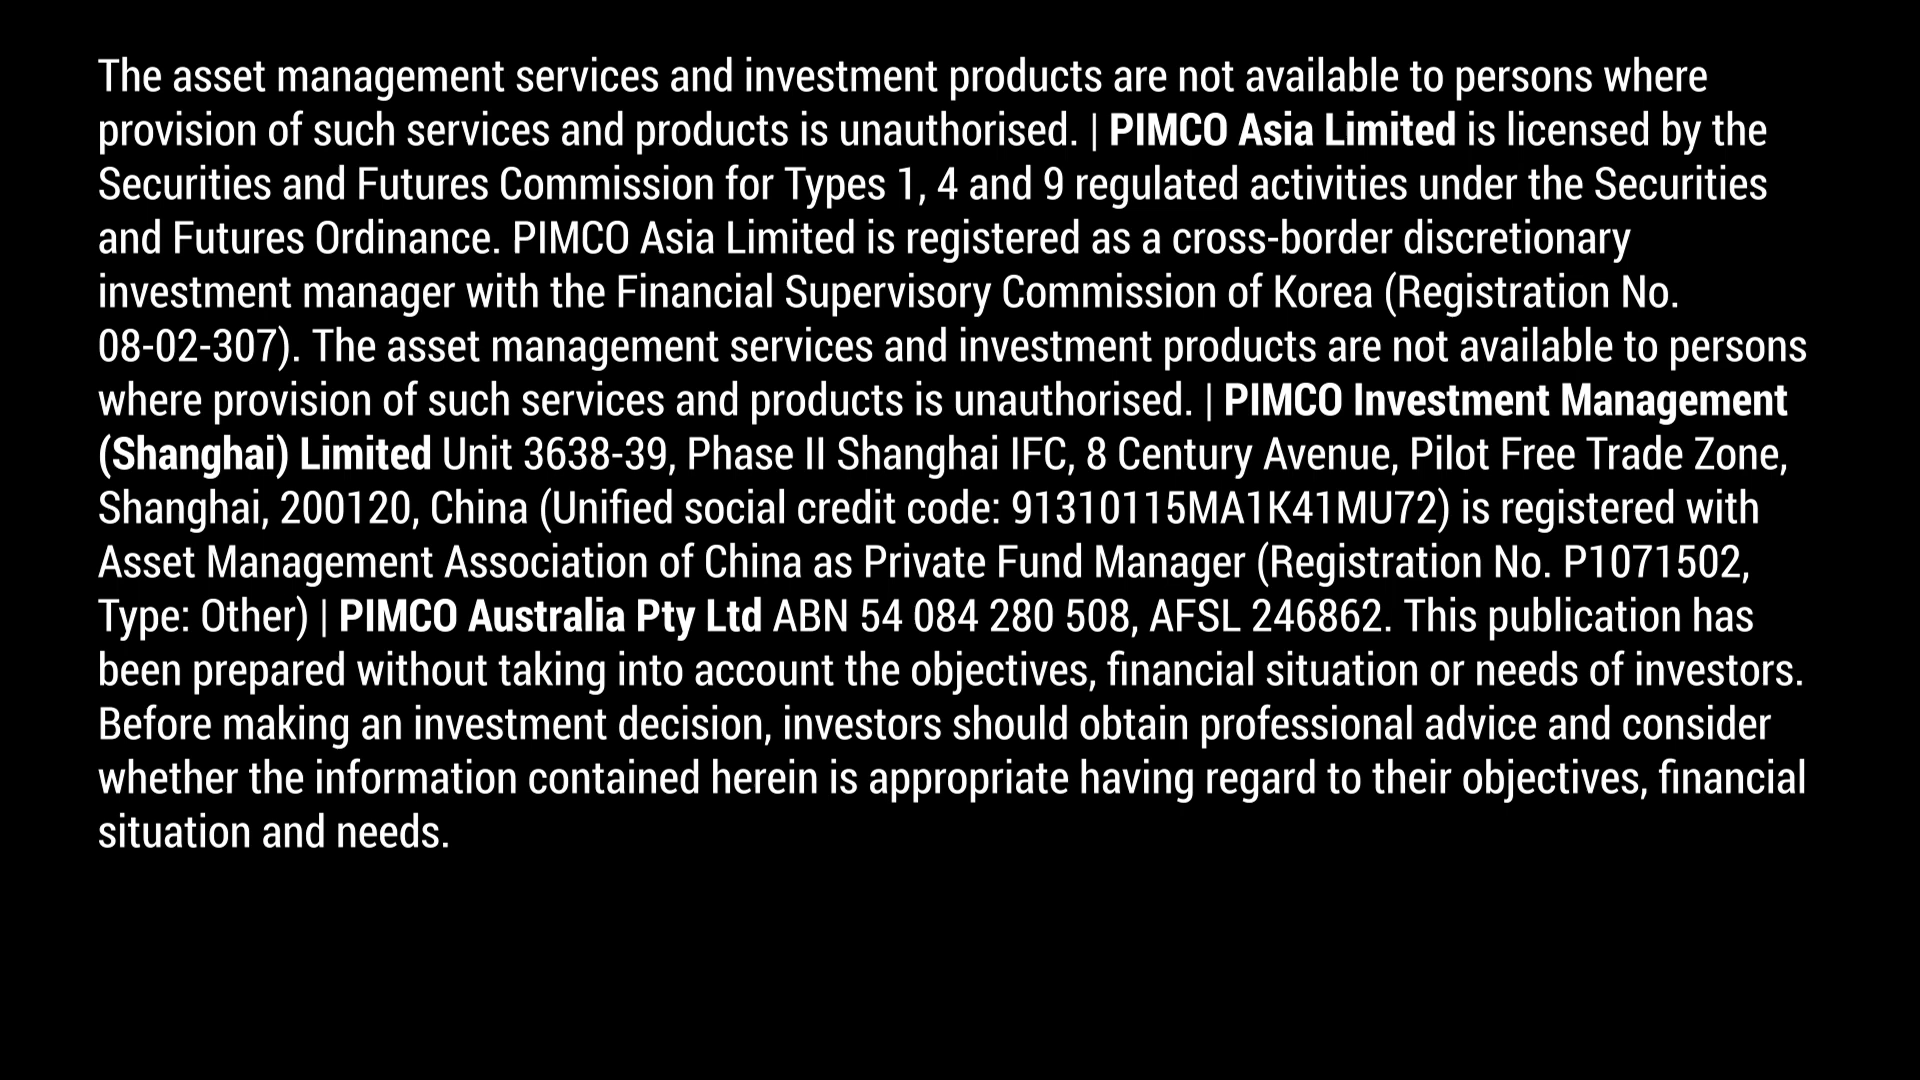 The asset management services and investment products are not available to persons where
provision of such services and products is unauthorised. | PIMCO Asia Limited is licensed by the
Securities and Futures Commission for Types 1, 4 and 9 regulated activities under the Securities
and Futures Ordinance. PIMCO Asia Limited is registered as a cross-border discretionary
investment manager with the Financial Supervisory Commission of Korea (Registration No.
08-02-307). The asset management services and investment products are not available to persons
where provision of such services and products is unauthorised. | PIMCO Investment Management
(Shanghai) Limited Unit 3638-39, Phase II Shanghai IFC, 8 Century Avenue, Pilot Free Trade Zone,
Shanghai, 200120, China (Unified social credit code: 91310115MA1K41MU72) is registered with
Asset Management Association of China as Private Fund Manager (Registration No. P1071502,
Type: Other) | PIMCO Australia Pty Ltd ABN 54 084 280 508, AFSL 246862. This publication has
been prepared without taking into account the objectives, financial situation or needs of investors.
Before making an investment decision, investors should obtain professional advice and consider
whether the information contained herein is appropriate having regard to their objectives, financial
situation and needs.